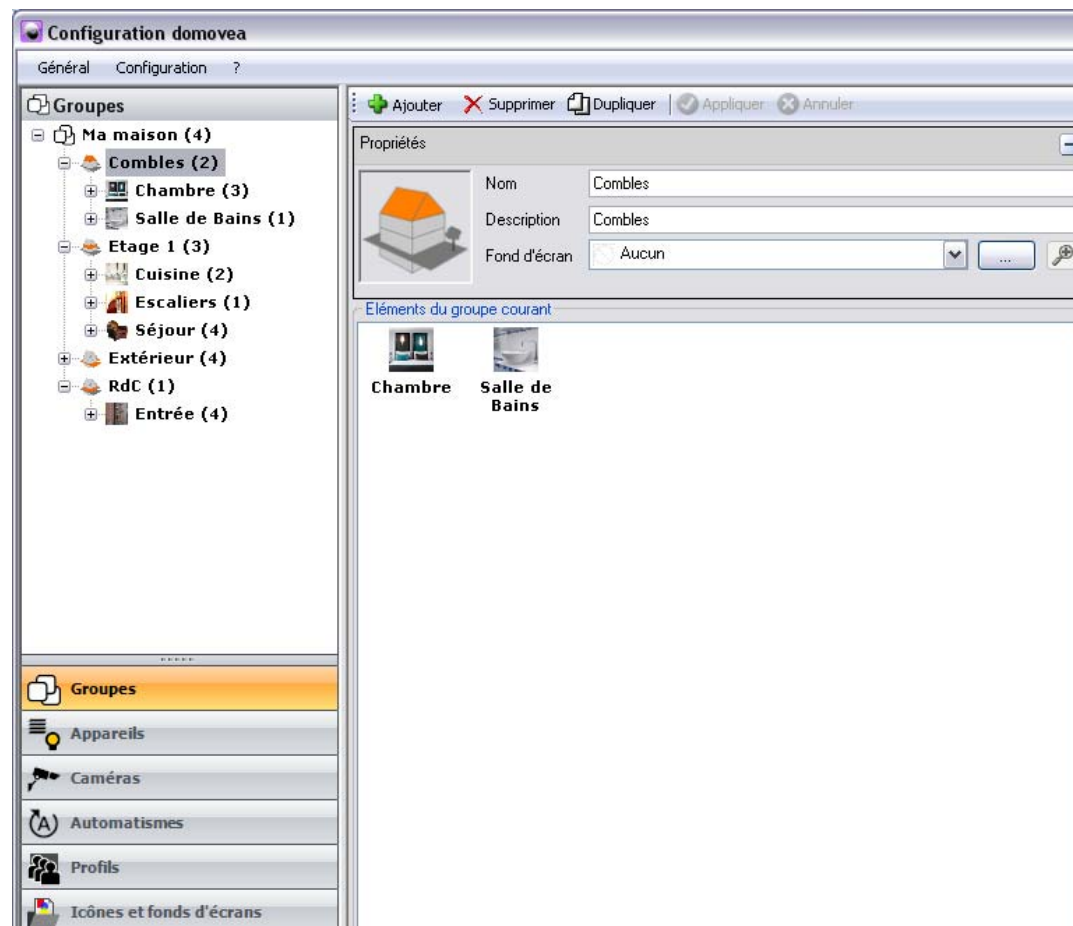 Configuration domovea
Général Configuration ?
Groupes
Ma maison (4)
Combles (2)
Chambre (3)
Salle de Bains (1)
Etage 1 (3)
Cuisine (2)
Escaliers (1)
Séjour (4)
Extérieur (4)
RdC (1)
Entrée (4)
Groupes
Appareils
Caméras
Automatismes
Profils
Icônes et fonds d'écrans
Ajouter Supprimer Dupliquer Appliquer Annuler
Propriétés
Nom Combles
Description Combles
Fond d'écran Aucun ...
Eléments du groupe courant
Chambre
Salle de
Bains